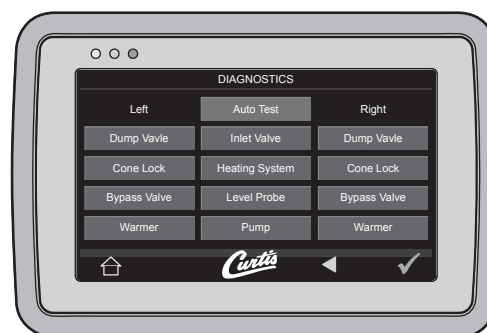 DIAGNOSTICS
Left Auto Test Right
Dump Vavle Inlet Valve Dump Vavle
Cone Lock Heating System Cone Lock
Bypass Valve Level Probe Bypass Valve
Warmer Pump Warmer
Curtis